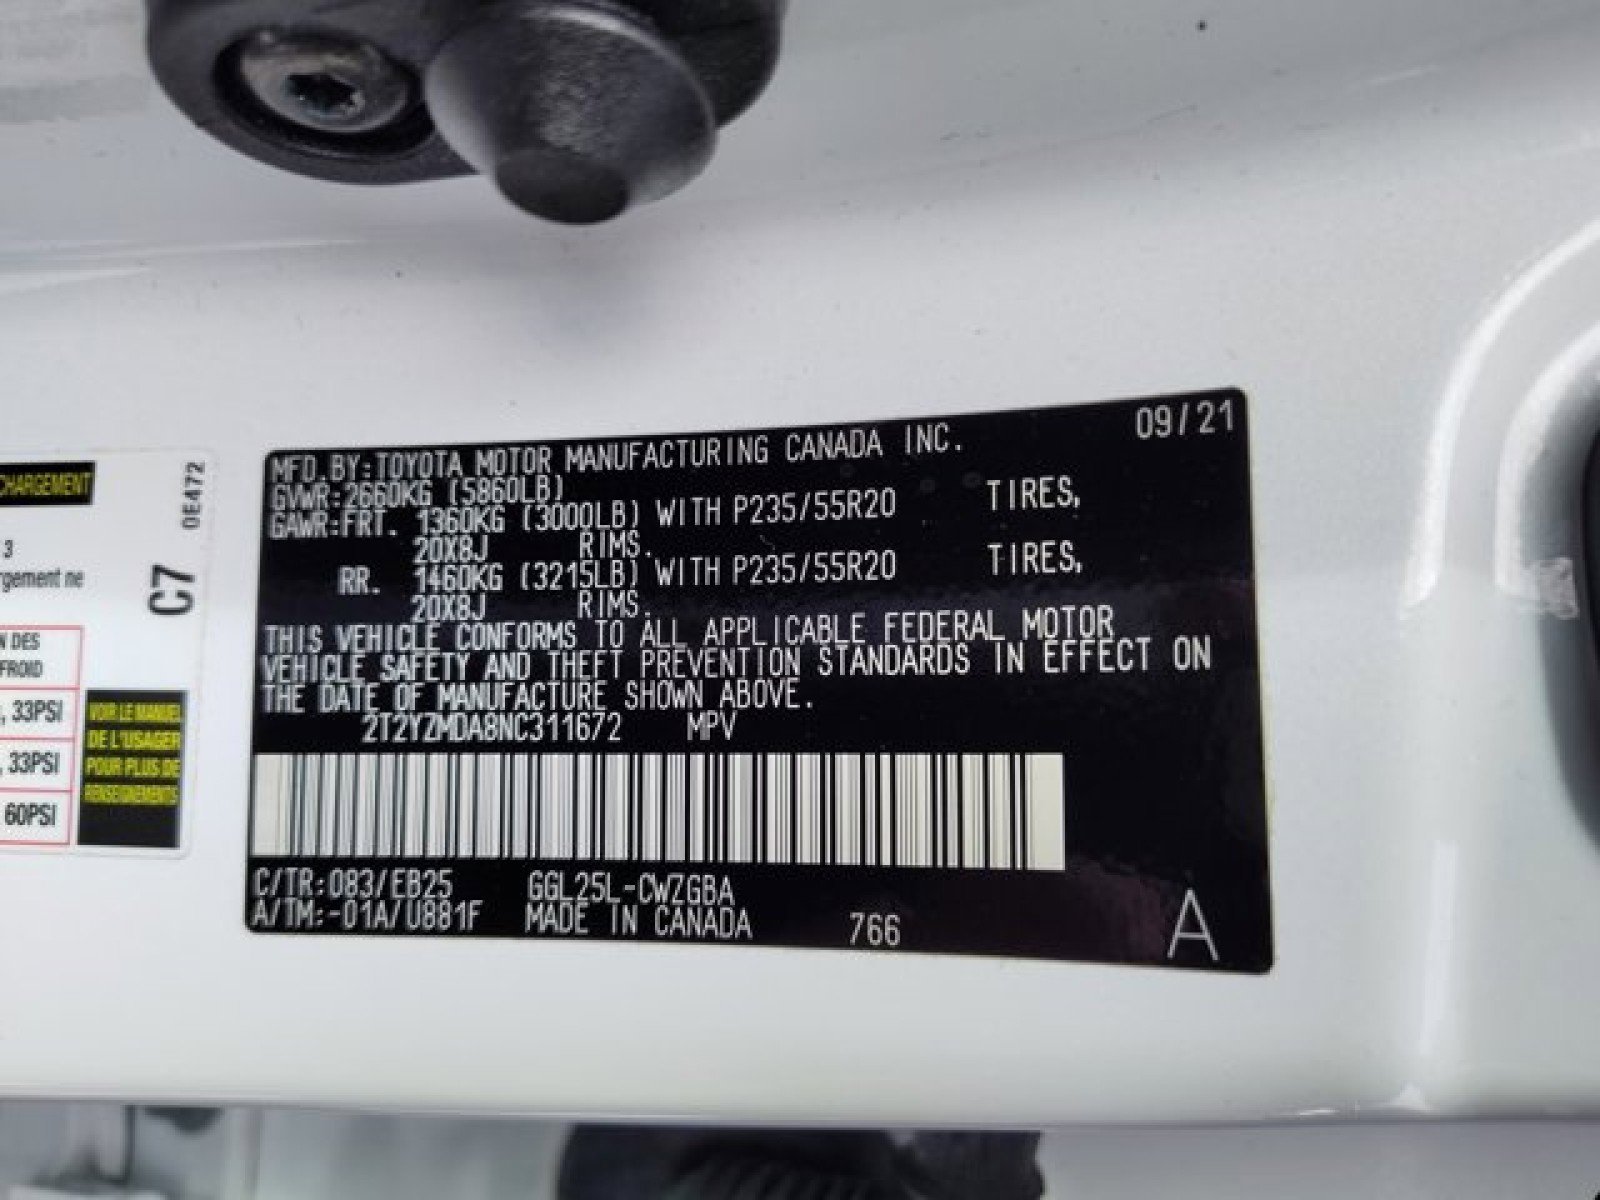 MFD. BY: TOYOTA MOTOR MANUFACTURING CANADA INC. 09/21
GVWR: 2660KG (5860LB)
GAWR: FRT. 1360KG (3000LB) WITH P235/55R20 TIRES,
20X8J RIMS.
RR. 1460KG (3215LB) WITH P235/55R20 TIRES,
20X8J RIMS.
THIS VEHICLE CONFORMS TO ALL APPLICABLE FEDERAL MOTOR
VEHICLE SAFETY AND THEFT PREVENTION STANDARDS IN EFFECT ON
THE DATE OF MANUFACTURE SHOWN ABOVE.
2T2YZMDA8NC311672 MPV
C/TR: 083/EB25 GGL25L-CWZGBA
A/TM: -01A/U881F MADE IN CANADA 766 A
CHARGEMENT
0E472
3
rgement ne
C7
N DES
FROID
, 33PSI
, 33PSI
60PSI
VOIR LE MANUEL
DE L'USAGER
POUR PLUS DE
RENSEIGNEMENTS